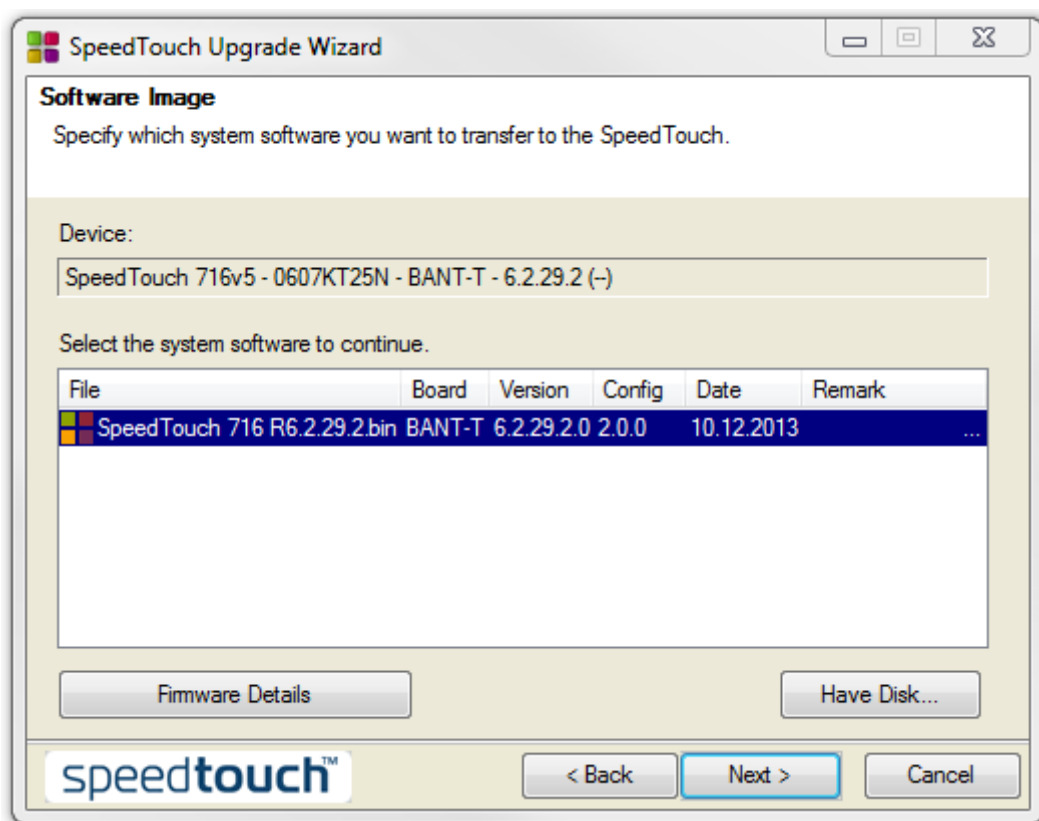 SpeedTouch Upgrade Wizard
Software Image
Specify which system software you want to transfer to the SpeedTouch.
Device:
SpeedTouch 716v5 - 0607KT25N - BANT-T - 6.2.29.2 (--)
Select the system software to continue.
File Board Version Config Date Remark
SpeedTouch 716 R6.2.29.2.bin BANT-T 6.2.29.2.0 2.0.0 10.12.2013 ...
Firmware Details Have Disk...
speedtouch™ < Back Next > Cancel